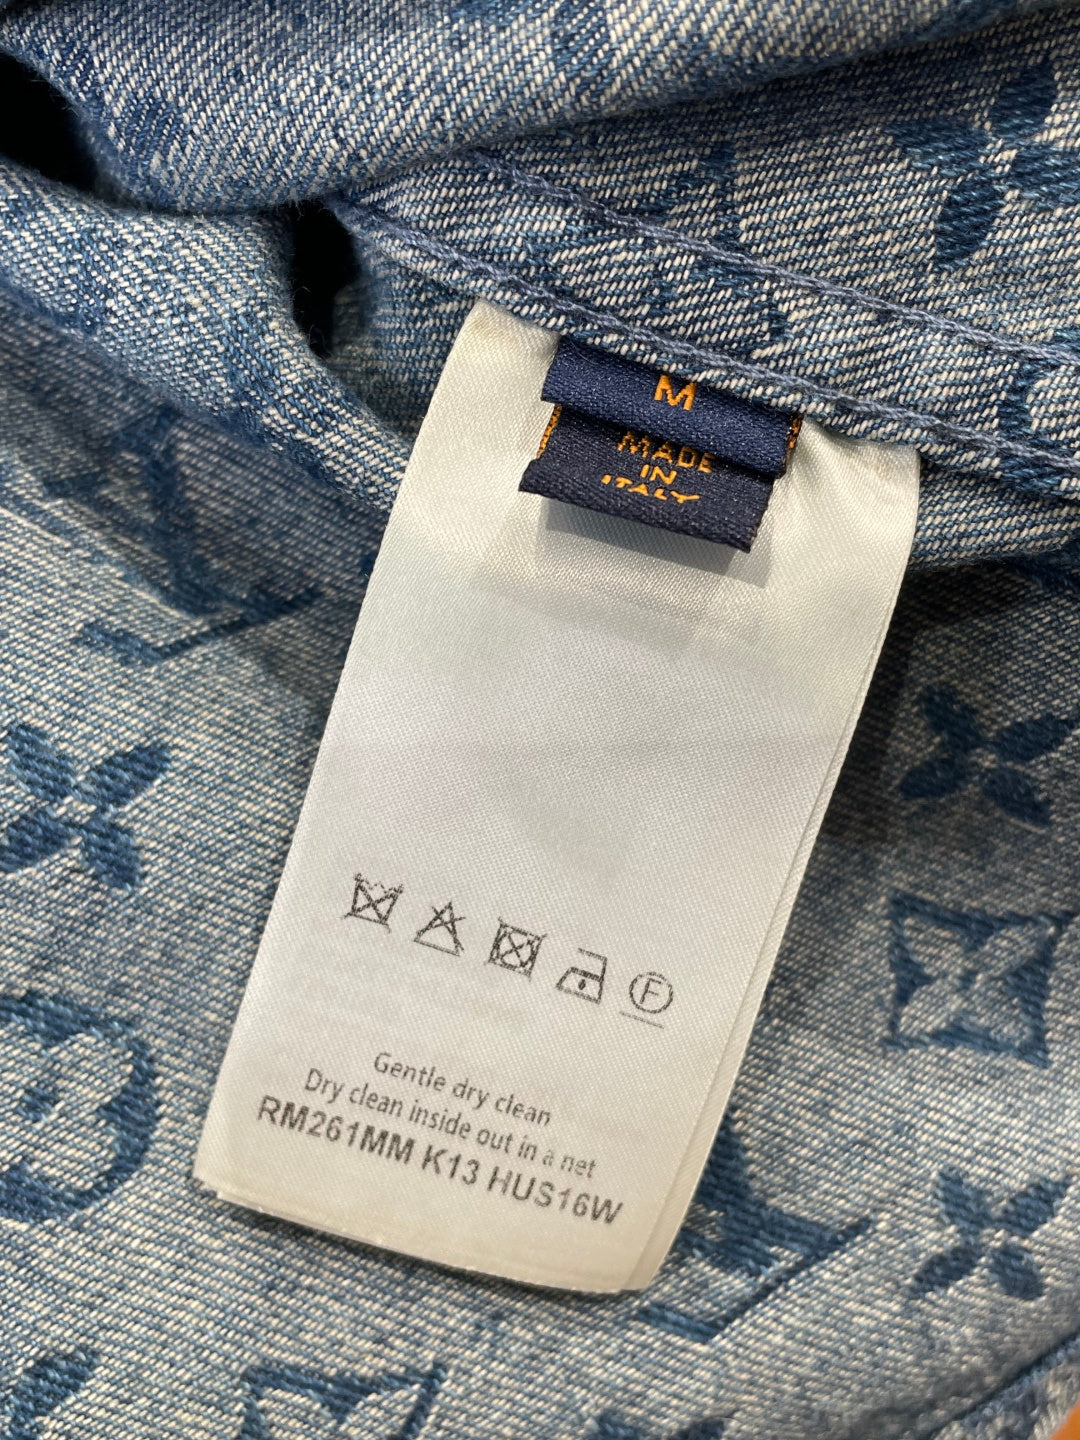 M
MADE
IN
ITALY
F
Gentle dry clean
Dry clean inside out in a net
RM261MM K13 HUS16W